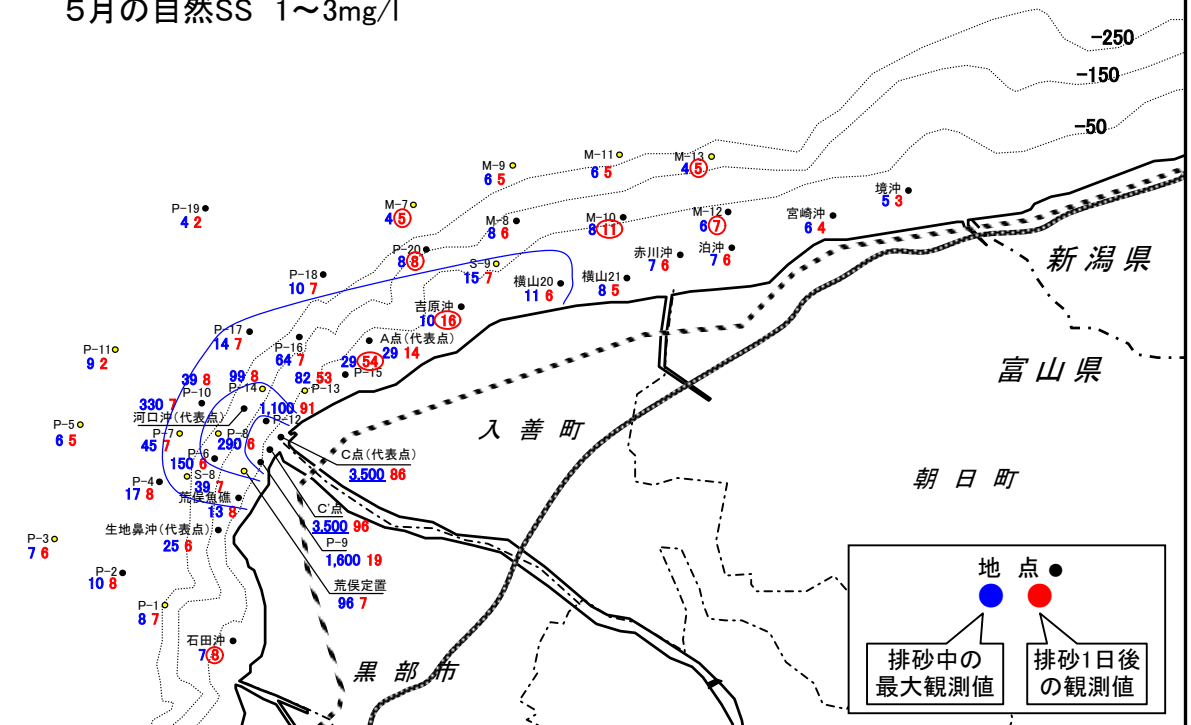 5月の自然SS 1～3mg/l
-250
-150
-50
M-13
4 5
M-11
6 5
M-9
6 5
境沖
5 3
P-19
4 2
M-7
4 5
M-8
8 6
M-10
8 11
M-12
6 7
宮崎沖
6 4
新潟県
P-20
8 8
S-9
15 7
赤川沖
7 6
泊沖
7 6
P-18
10 7
横山20
11 6
横山21
8 5
吉原沖
10 16
P-17
14 7
P-16
64 7
A点(代表点)
29 14
29 54
P-15
P-11
9 2
富山県
39 8
P-10
99 8
P-14
82 53
P-13
330 7
河口沖(代表点)
1,100 91
P-12
P-5
6 5
P-7
45 7
P-8
290 6
入善町
P-6
150 6
C点(代表点)
3,500 86
S-8
39 7
朝日町
P-4
17 8
荒俣魚礁
13 8
C'点
3,500 96
生地鼻沖(代表点)
25 6
P-9
1,600 19
P-3
7 6
荒俣定置
96 7
P-2
10 8
P-1
8 7
石田沖
7 8
黒部市
地点
排砂中の
最大観測値
排砂1日後
の観測値